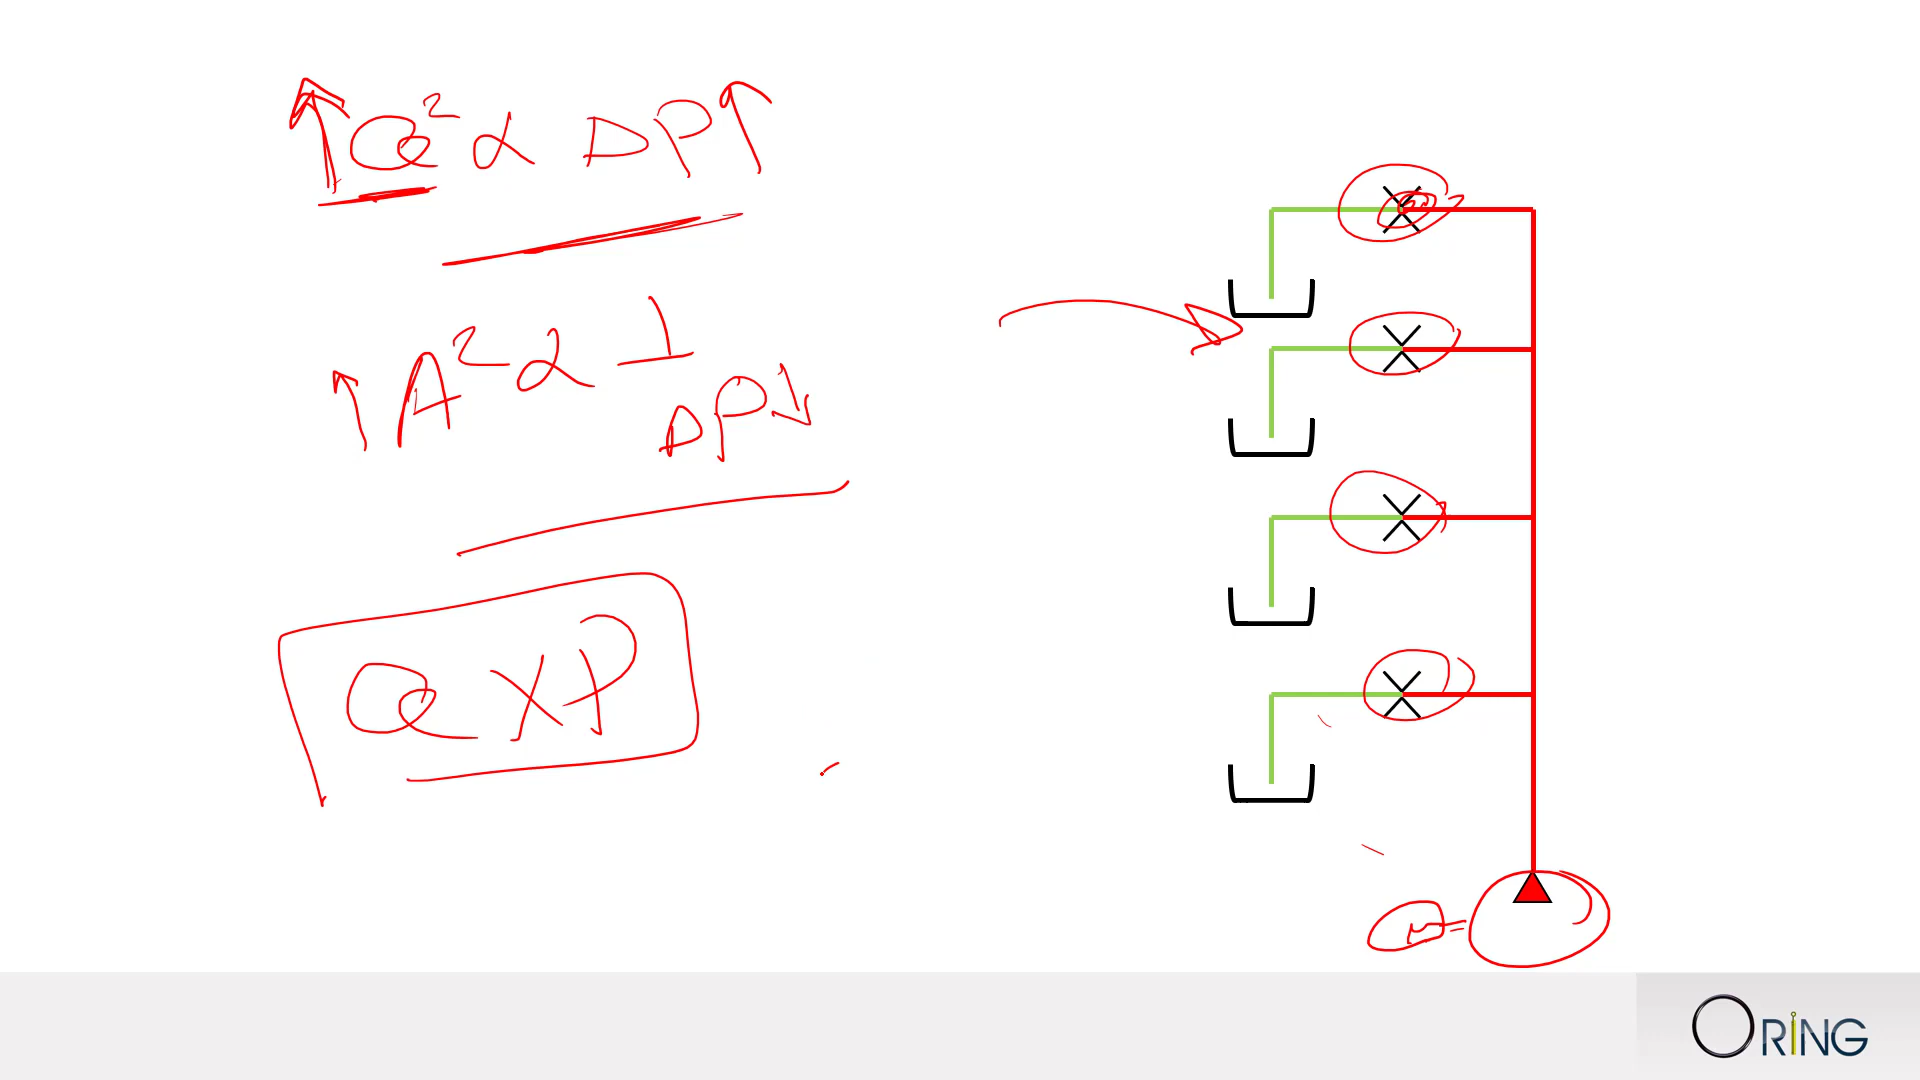 ↑Q² α DP↑
↑A² α 1/DP↓
Q X P
ORING